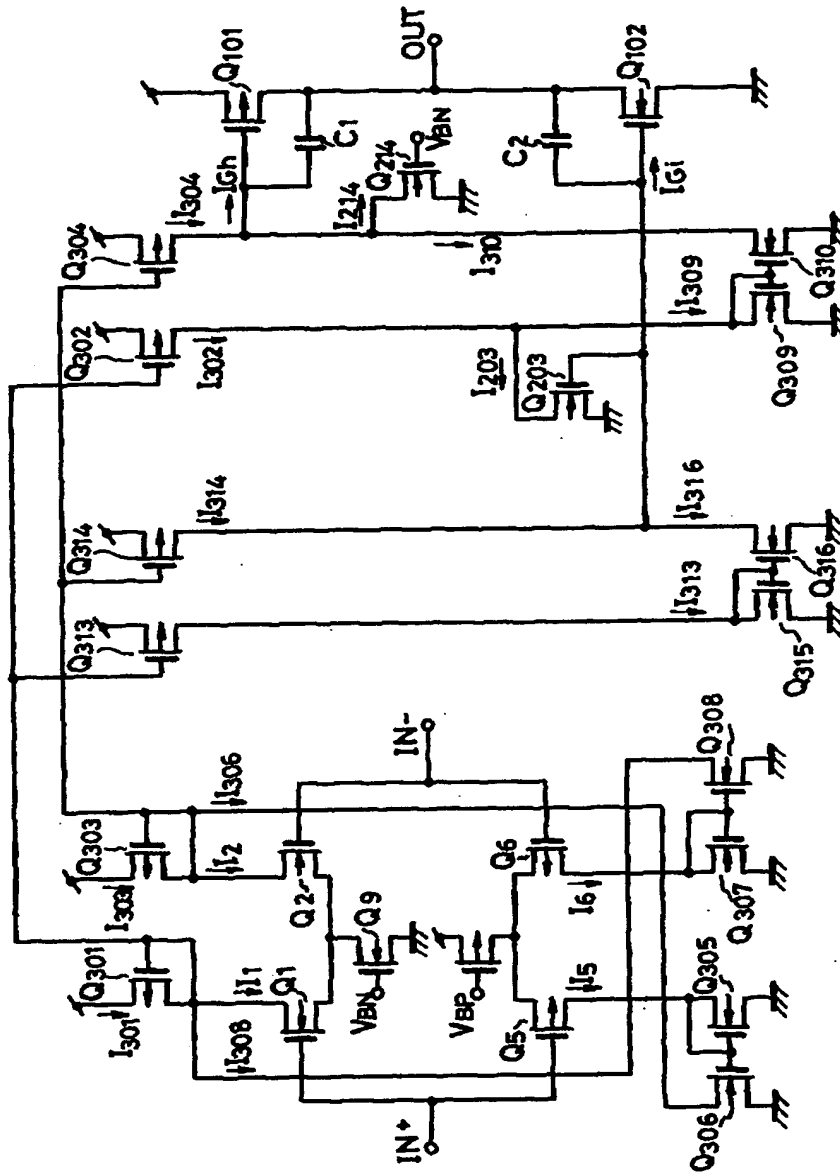 Q101
OUT
Q102
C1
C2
VBN
Q214
IGh
I304
I214
IGi
Q304
I310
I309
Q310
Q302
I302
I203
Q203
Q309
Q314
I314
I316
Q316
Q313
I313
Q315
IN-
Q303
I306
Q308
I303
I2
Q2
Q6
I6
Q307
Q9
Q301
VBN
VBP
I301
I1
Q1
I5
Q305
I308
Q5
IN+
Q306